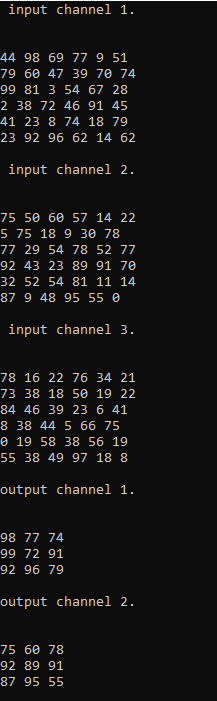 input channel 1.
44 98 69 77 9 51
79 60 47 39 70 74
99 81 3 54 67 28
2 38 72 46 91 45
41 23 8 74 18 79
23 92 96 62 14 62
input channel 2.
75 50 60 57 14 22
5 75 18 9 30 78
77 29 54 78 52 77
92 43 23 89 91 70
32 52 54 81 11 14
87 9 48 95 55 0
input channel 3.
78 16 22 76 34 21
73 38 18 50 19 22
84 46 39 23 6 41
8 38 44 5 66 75
0 19 58 38 56 19
55 38 49 97 18 8
output channel 1.
98 77 74
99 72 91
92 96 79
output channel 2.
75 60 78
92 89 91
87 95 55